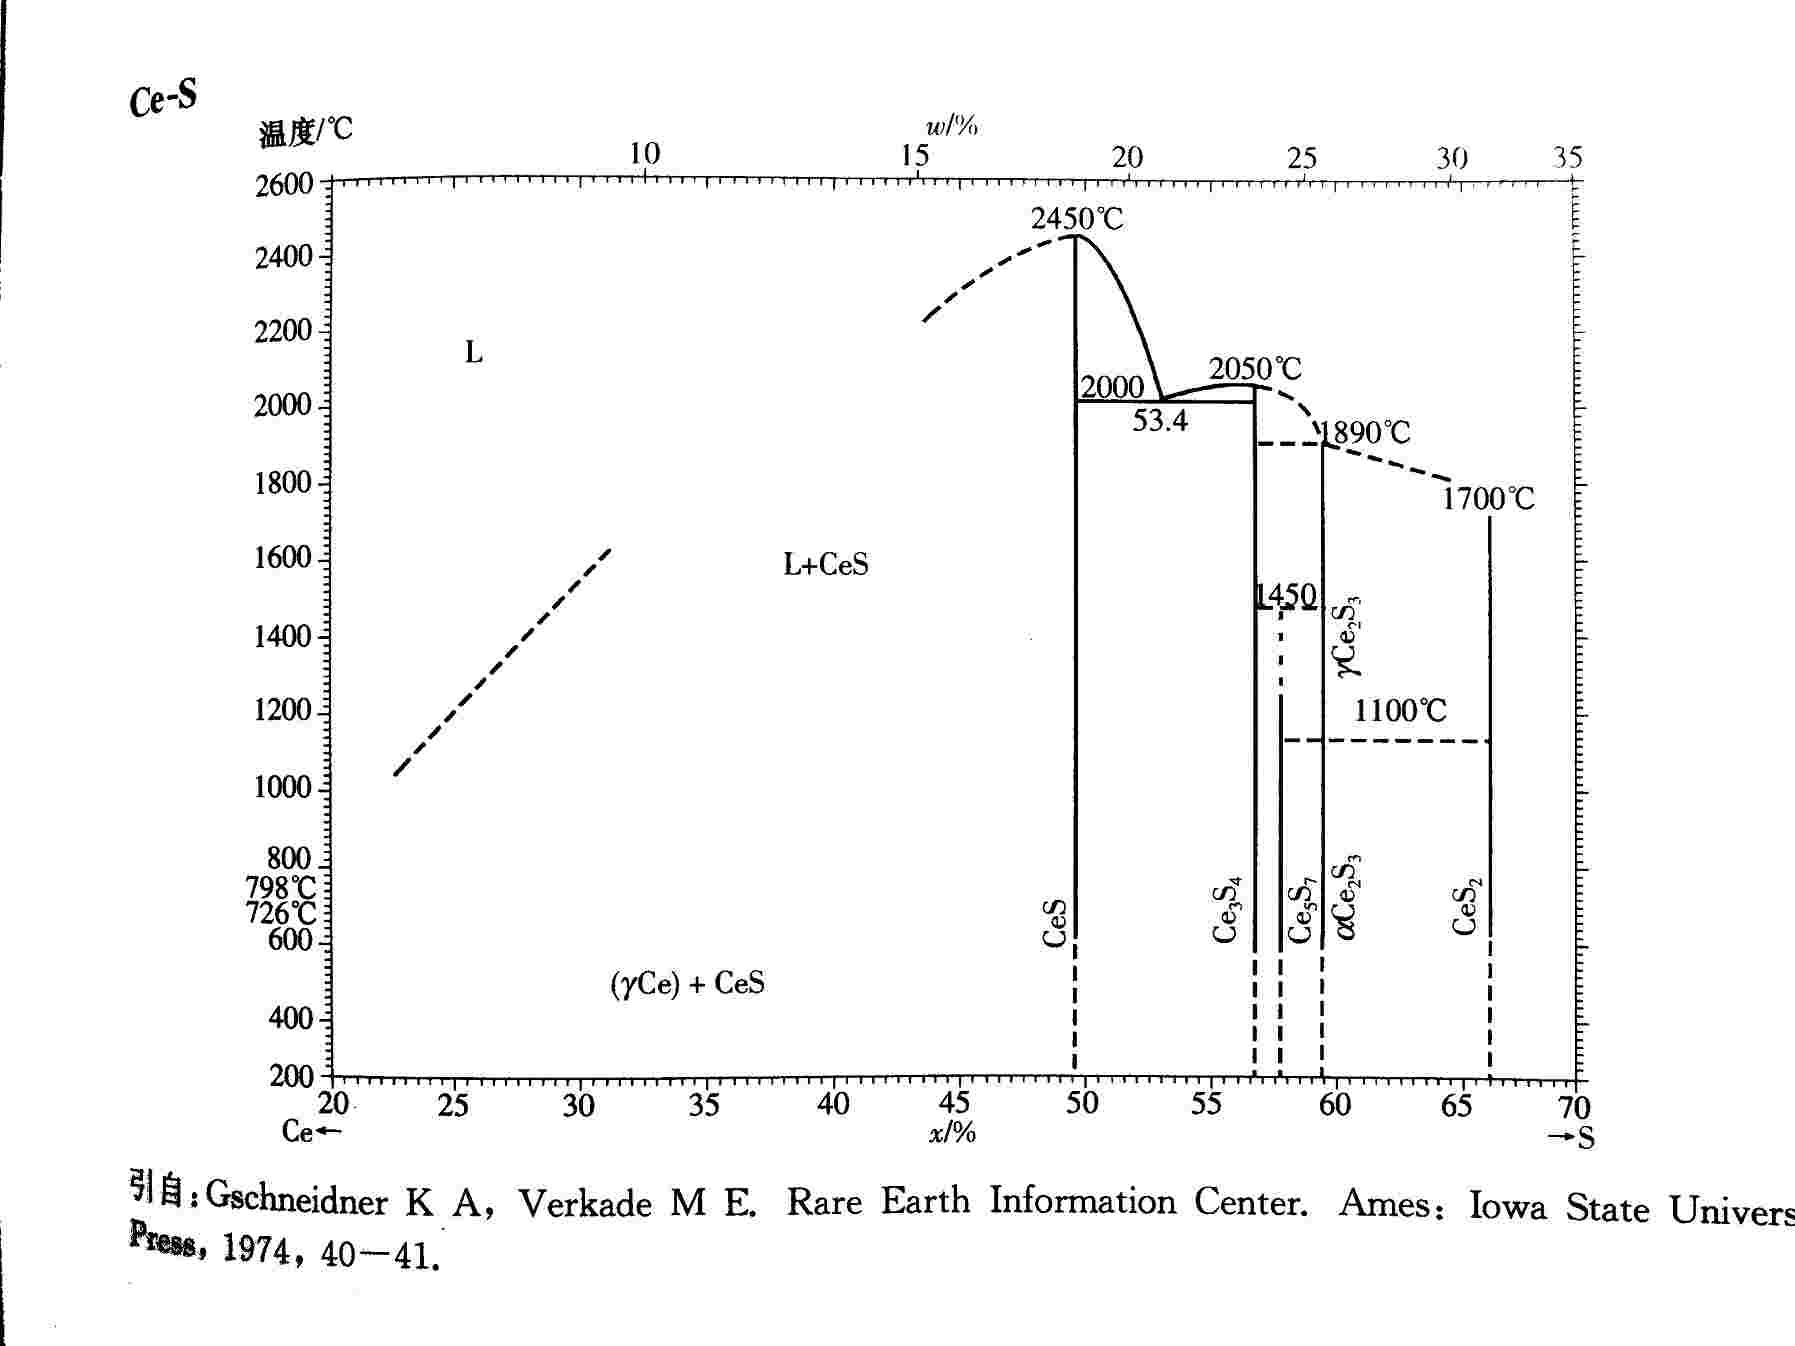 Ce-S
温度/℃
w/%
10 15 20 25 30 35
2600
2450℃
2400
2200
L
2050℃
2000
2000
53.4
1890℃
1800
1700℃
1600
L+CeS
1450
γCe₂S₃
1400
1200
1100℃
1000
800
798℃
726℃
600
CeS
Ce₃S₄
Ce₅S₇
αCe₂S₃
CeS₂
(γCe) + CeS
400
200
20 25 30 35 40 45 50 55 60 65 70
Ce← x/% →S
引自:Gschneidner K A, Verkade M E. Rare Earth Information Center. Ames: Iowa State Univers
Press, 1974, 40—41.